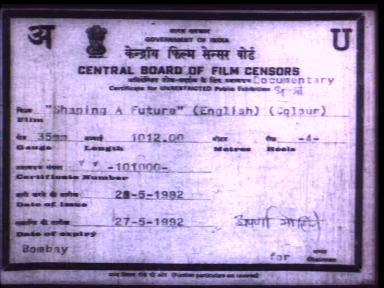 अ भारत सरकार U
GOVERNMENT OF INDIA
केन्द्रीय फिल्म सेन्सर बोर्ड
CENTRAL BOARD OF FILM CENSORS
Documentary
Certificate for UNRESTRICTED Public Exhibition
"Shaping A Future" (English) (Colour)
Film
35mm 1012.00 -4-
Gauge Length Metres Reels
-101000-
Certificate Number
28-5-1982
Date of Issue
27-5-1992
Date of expiry
Bombay for Chairman